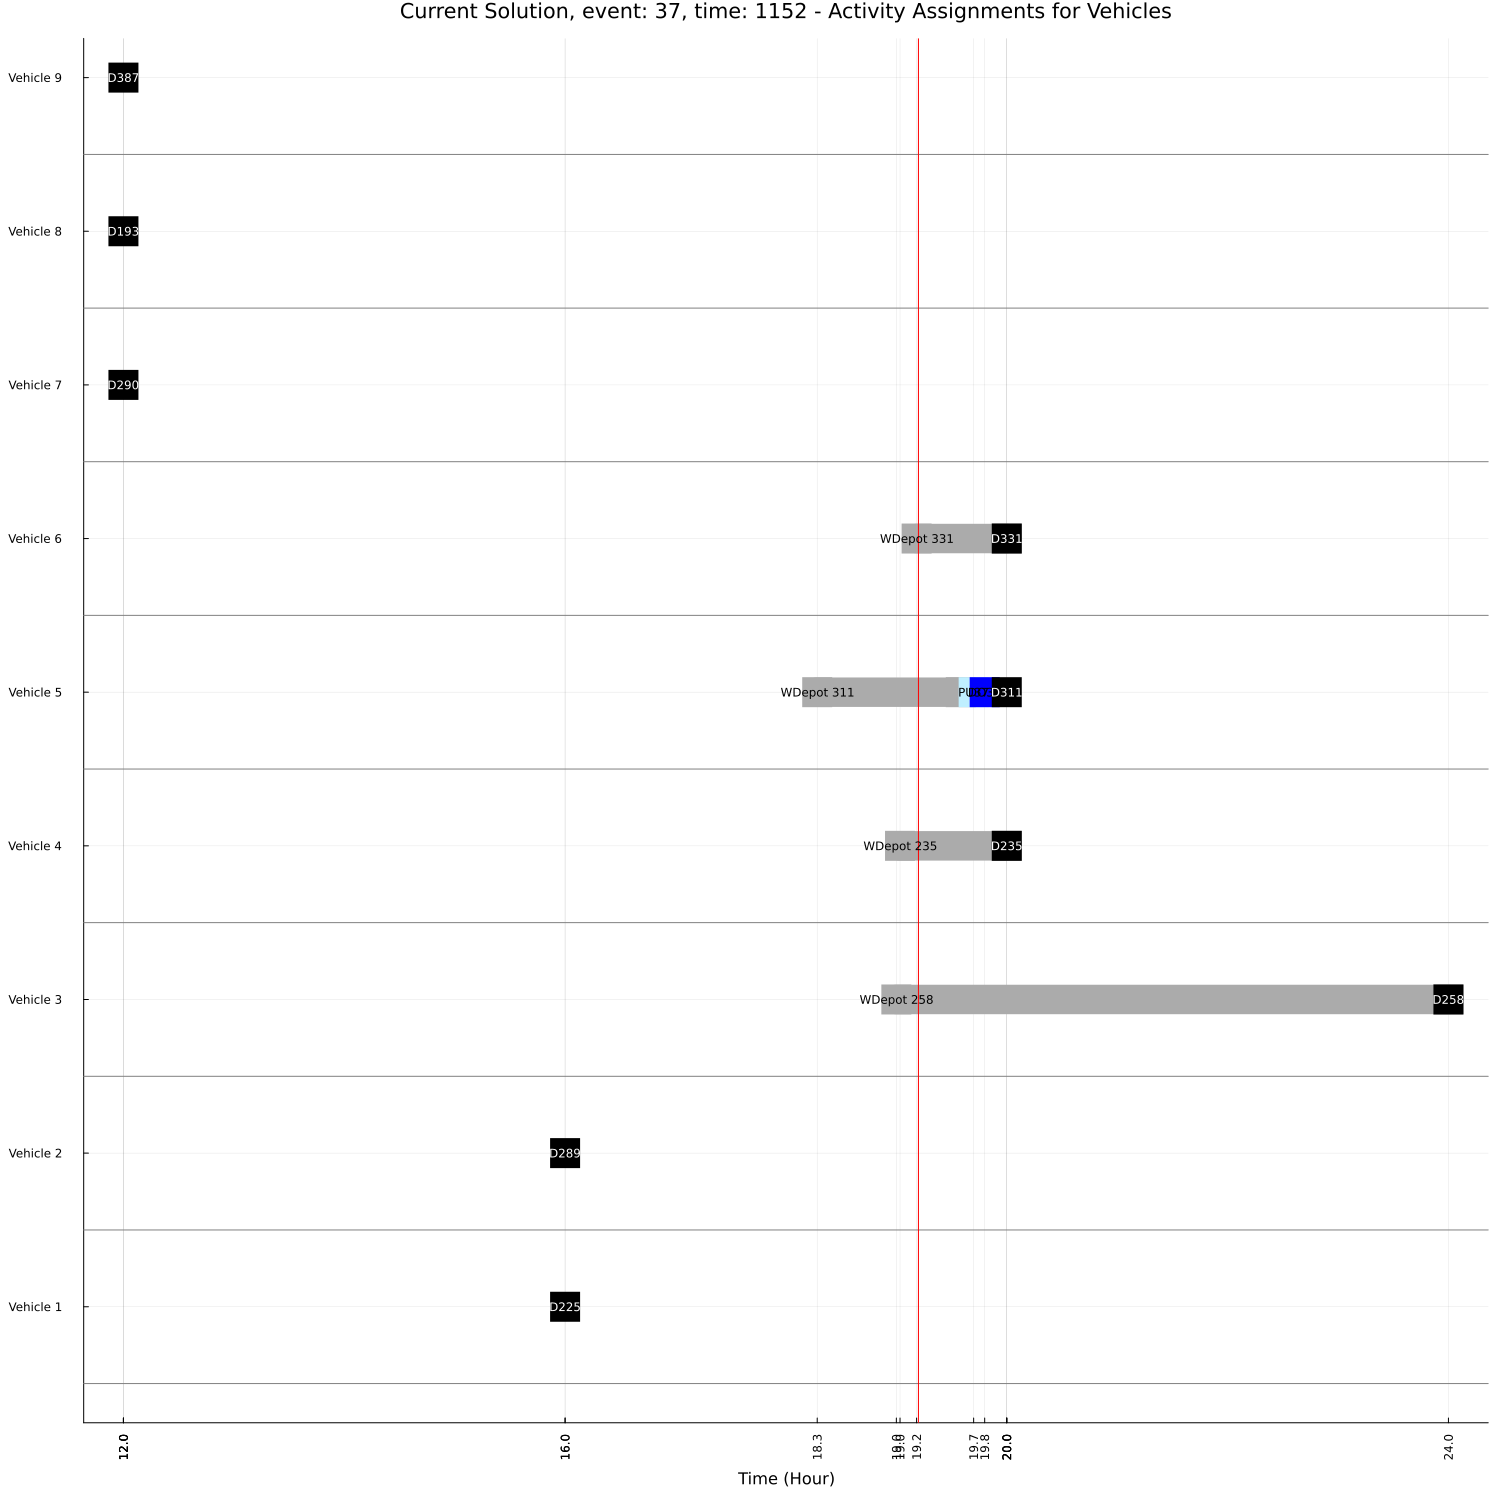 Current Solution, event: 37, time: 1152 - Activity Assignments for Vehicles
Vehicle 9
D387
Vehicle 8
D193
Vehicle 7
D290
Vehicle 6
WDepot 331
D331
Vehicle 5
WDepot 311
D311
Vehicle 4
WDepot 235
D235
Vehicle 3
WDepot 258
D258
Vehicle 2
D289
Vehicle 1
D225
12.0
16.0
18.3
19.2
19.7
19.8
20.0
24.0
Time (Hour)